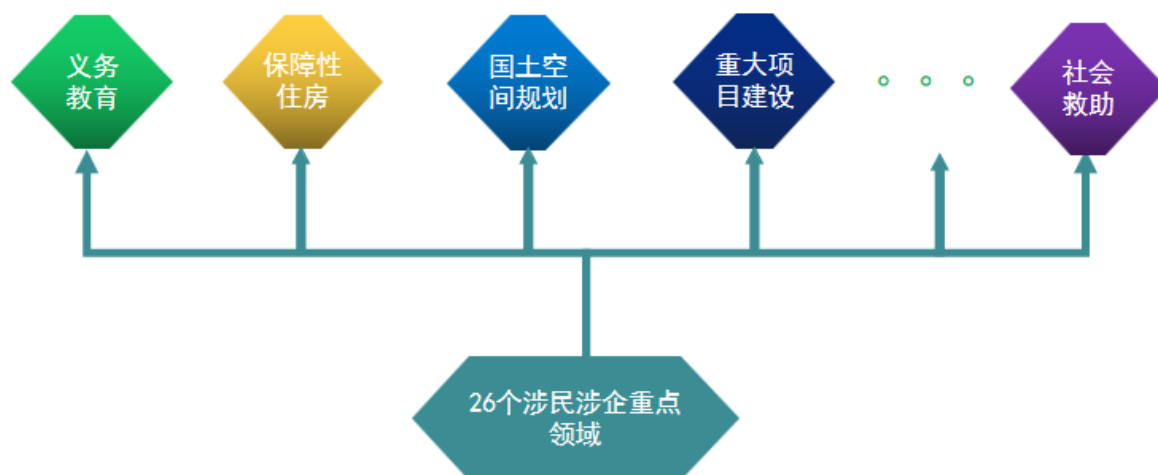 义务
教育
保障性
住房
国土空
间规划
重大项
目建设
。。。
社会
救助
26个涉民涉企重点
领域